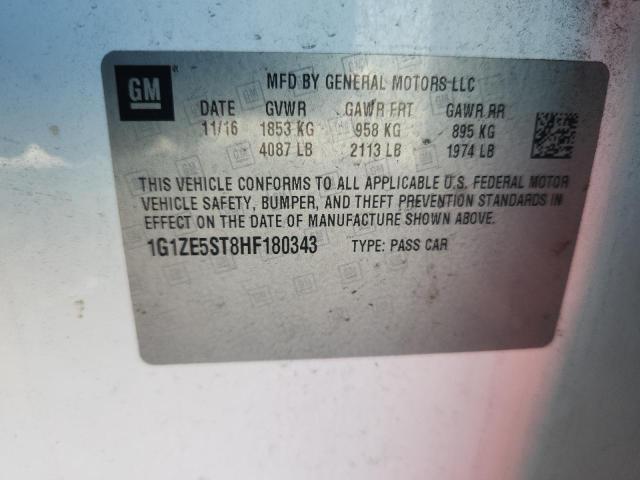 GM ® MFD BY GENERAL MOTORS LLC
DATE GVWR GAWR FRT GAWR RR
11/16 1853 KG 958 KG 895 KG
4087 LB 2113 LB 1974 LB
THIS VEHICLE CONFORMS TO ALL APPLICABLE U.S. FEDERAL MOTOR
VEHICLE SAFETY, BUMPER, AND THEFT PREVENTION STANDARDS IN
EFFECT ON THE DATE OF MANUFACTURE SHOWN ABOVE.
1G1ZE5ST8HF180343 TYPE: PASS CAR